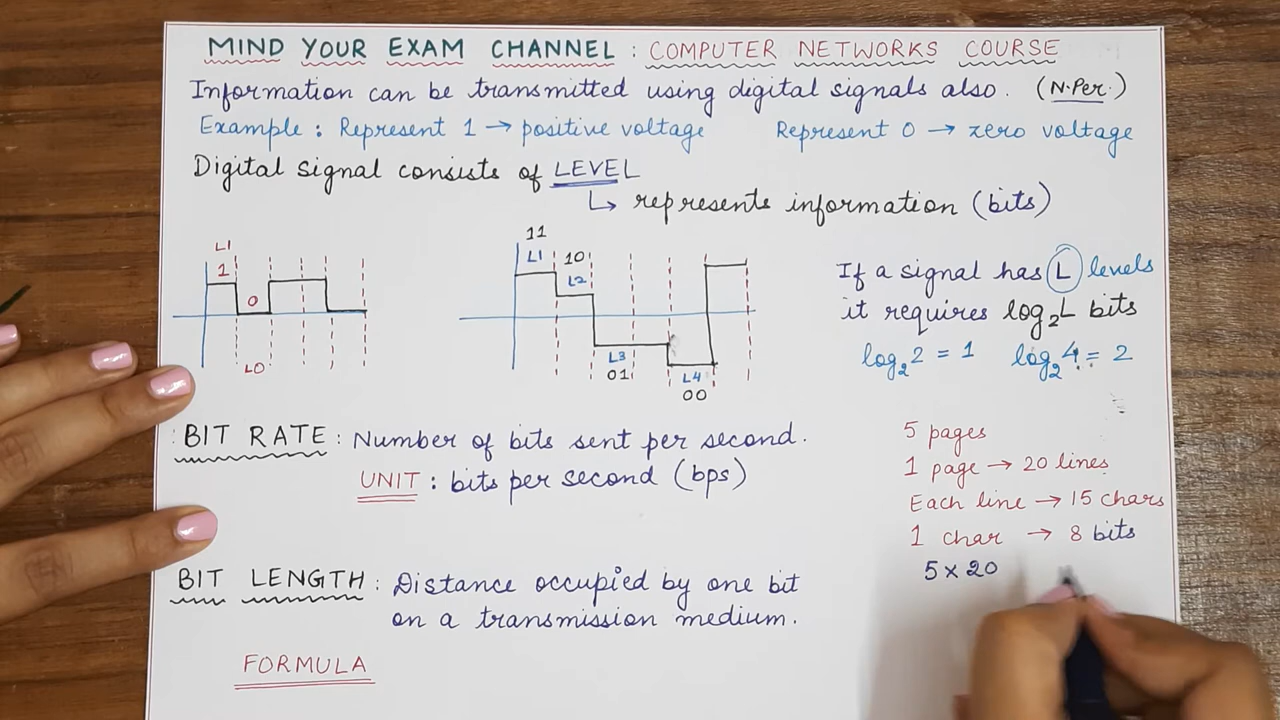 MIND YOUR EXAM CHANNEL : COMPUTER NETWORKS COURSE
Information can be transmitted using digital signals also. (N.Per.)
Example : Represent 1 → positive voltage Represent 0 → zero voltage
Digital signal consists of LEVEL
↳ represents information (bits)
L1
1
0
L0
11
L1
10
L2
L3
01
L4
00
If a signal has L levels
it requires log₂L bits
log₂2 = 1 log₂4 = 2
BIT RATE : Number of bits sent per second.
UNIT : bits per second (bps)
5 pages
1 page → 20 lines
Each line → 15 chars
1 char → 8 bits
5 x 20
BIT LENGTH : Distance occupied by one bit
on a transmission medium.
FORMULA